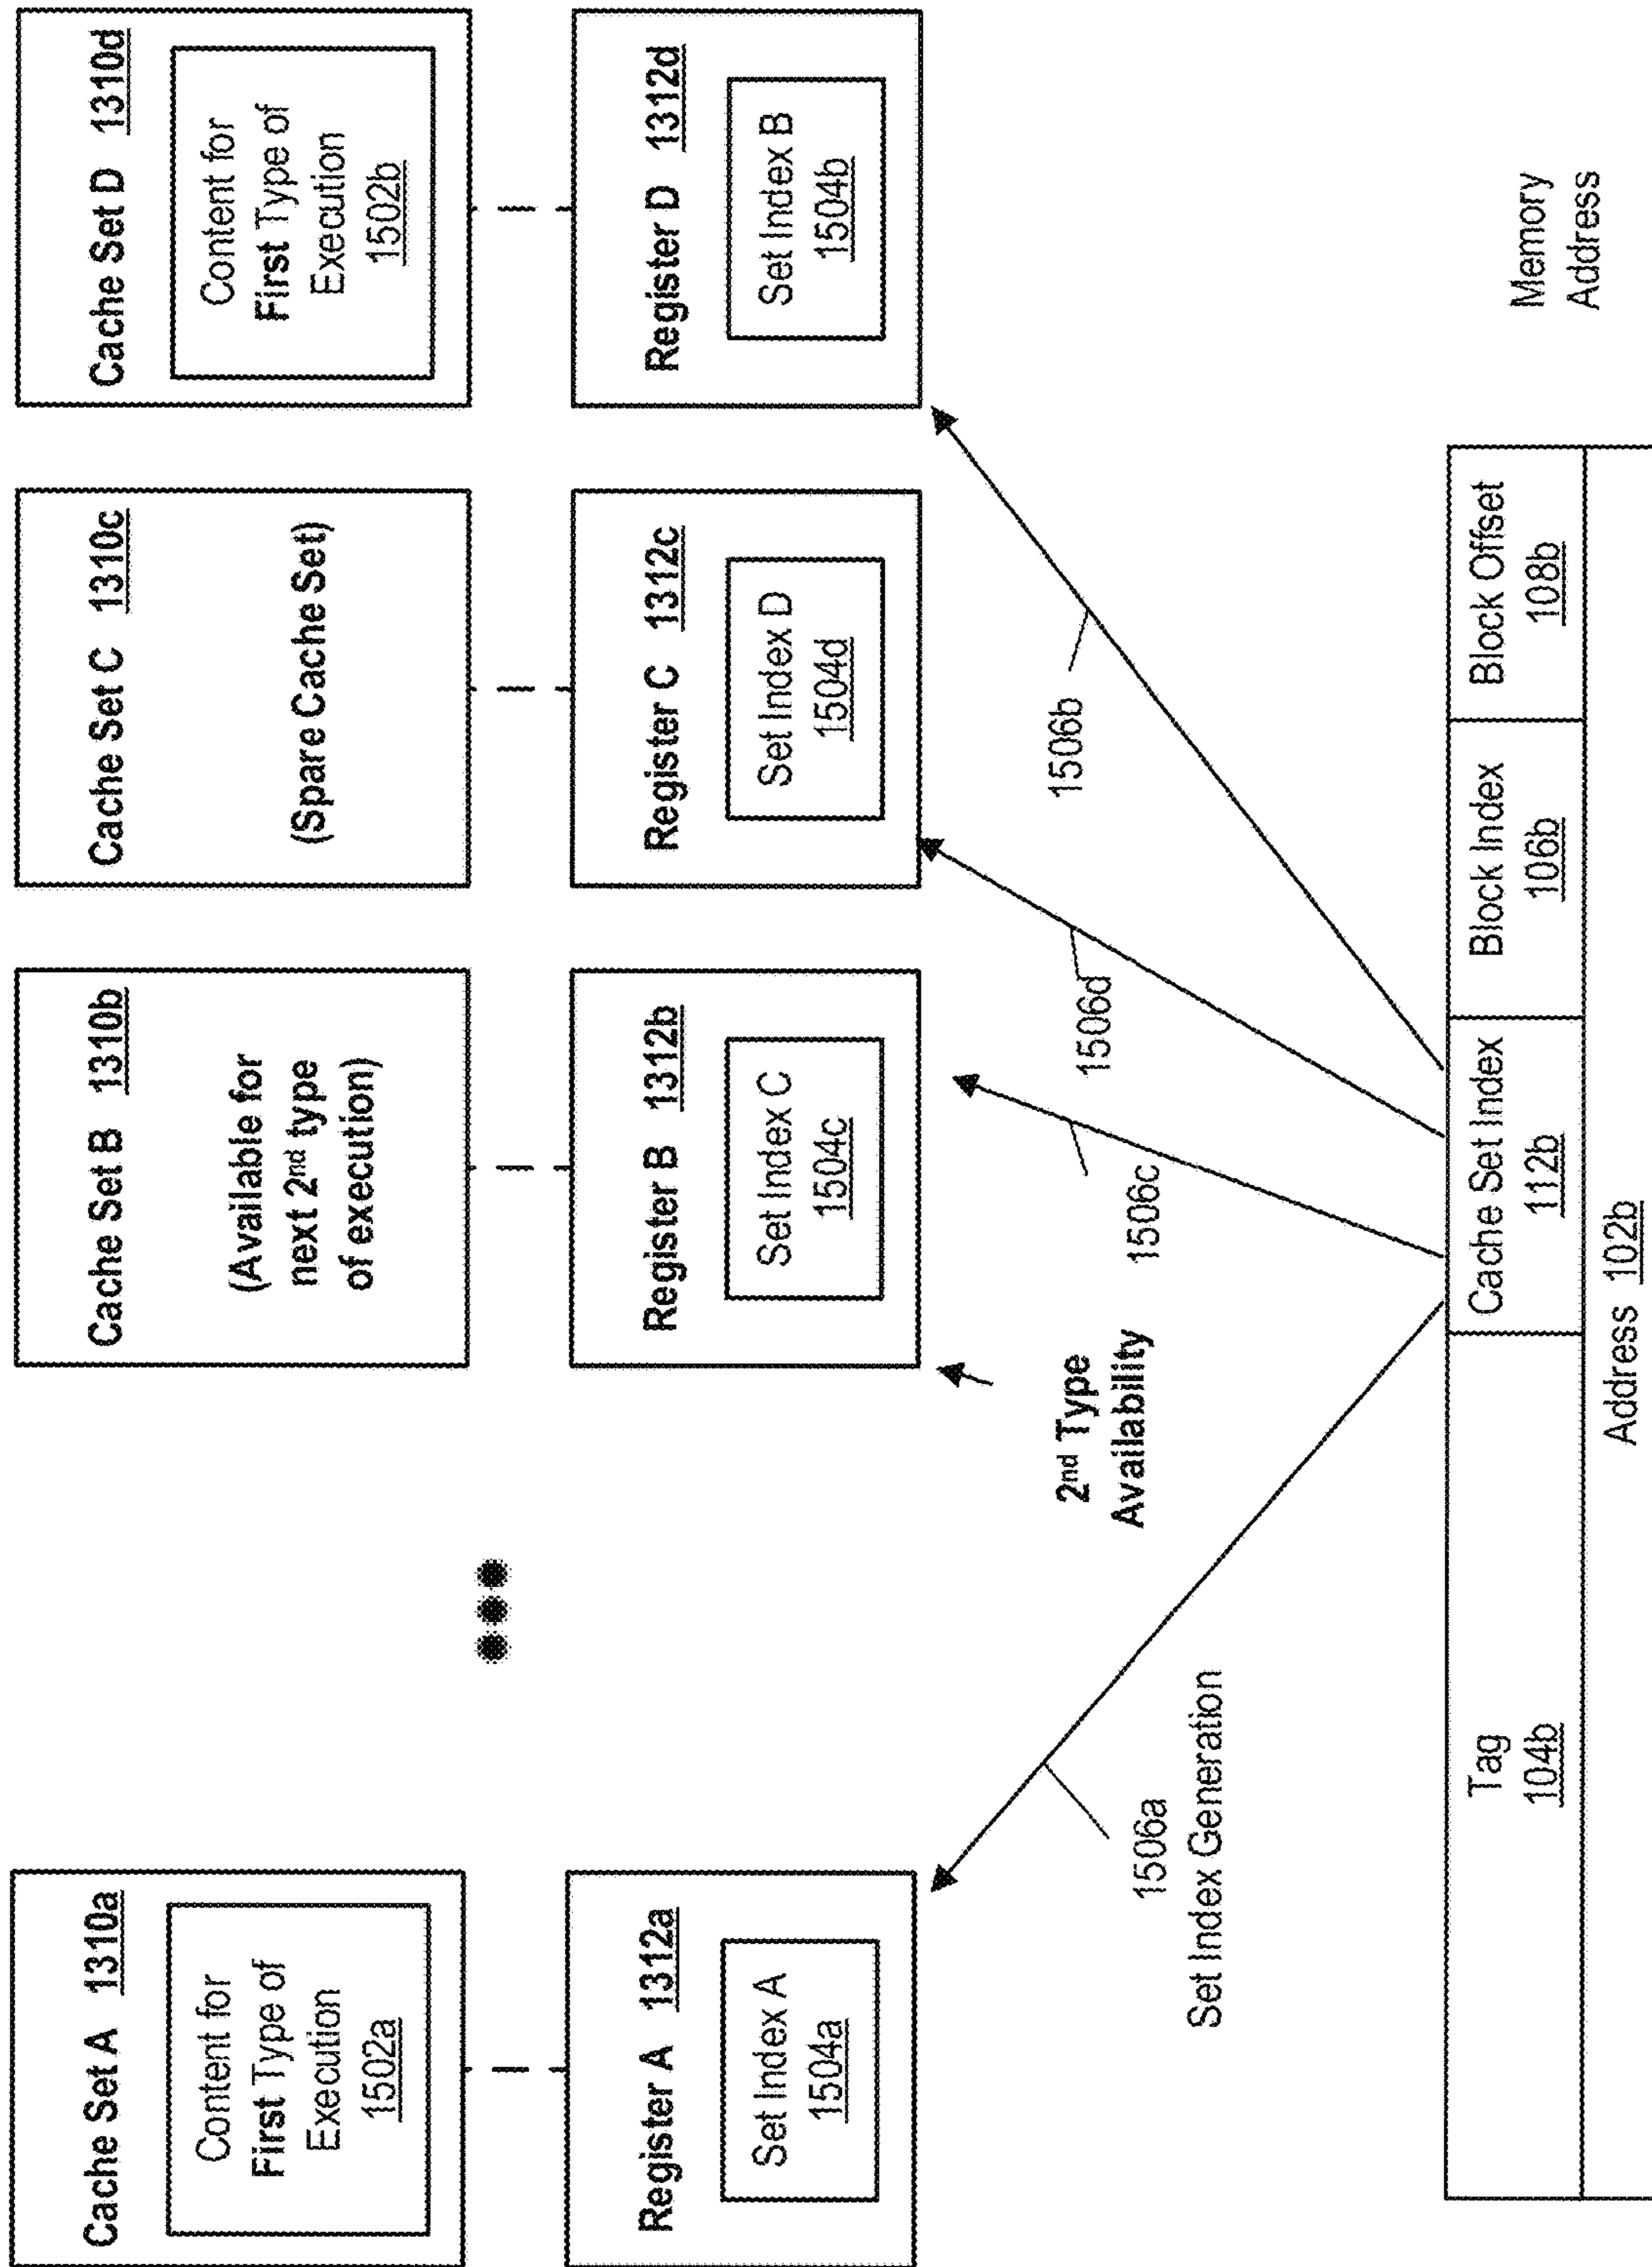 Cache Set A 1310a
Content for
First Type of
Execution
1502a
Cache Set B 1310b
(Available for
next 2nd type
of execution)
Cache Set C 1310c
(Spare Cache Set)
Cache Set D 1310d
Content for
First Type of
Execution
1502b
Register A 1312a
Set Index A
1504a
Register B 1312b
Set Index C
1504c
Register C 1312c
Set Index D
1504d
Register D 1312d
Set Index B
1504b
2nd Type
Availability
1506a
Set Index Generation
1506c
1506d
1506b
Memory
Address
Tag
104b
Cache Set Index
112b
Block Index
106b
Block Offset
108b
Address 102b